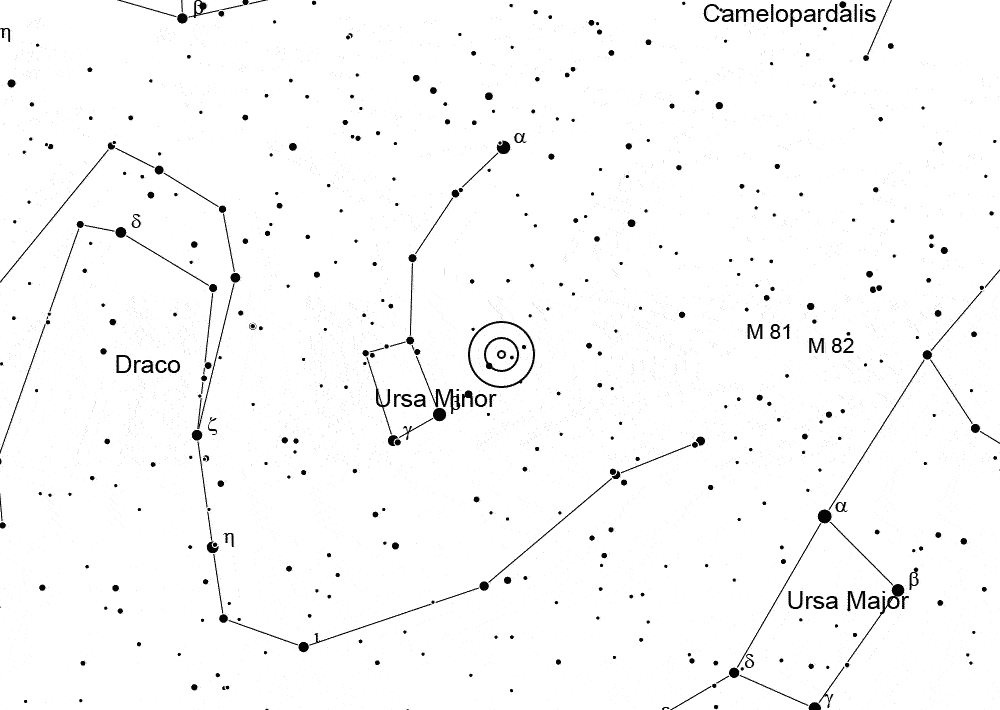 β
Camelopardalis
η
α
δ
M 81
M 82
Draco
Ursa Minor
β
ζ
γ
α
η
β
Ursa Major
ι
δ
γ
ε